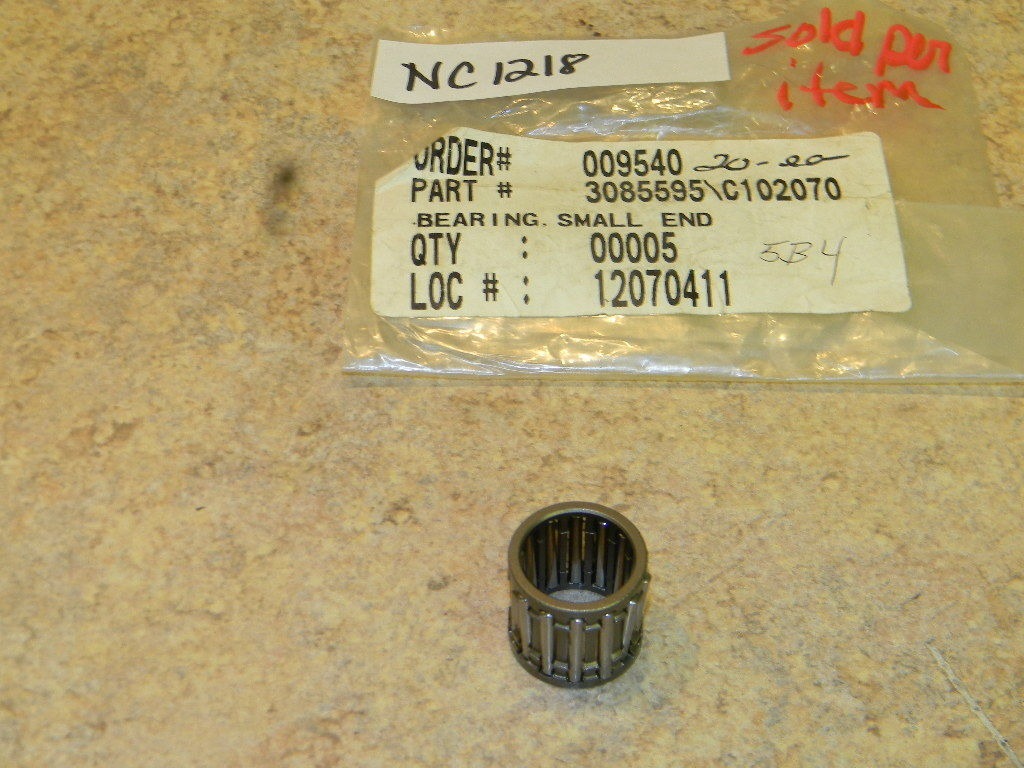 NC1218
sold per
item
ORDER# 009540 20-20
PART # 3085595\C102070
BEARING, SMALL END
QTY : 00005 5B4
LOC # : 12070411